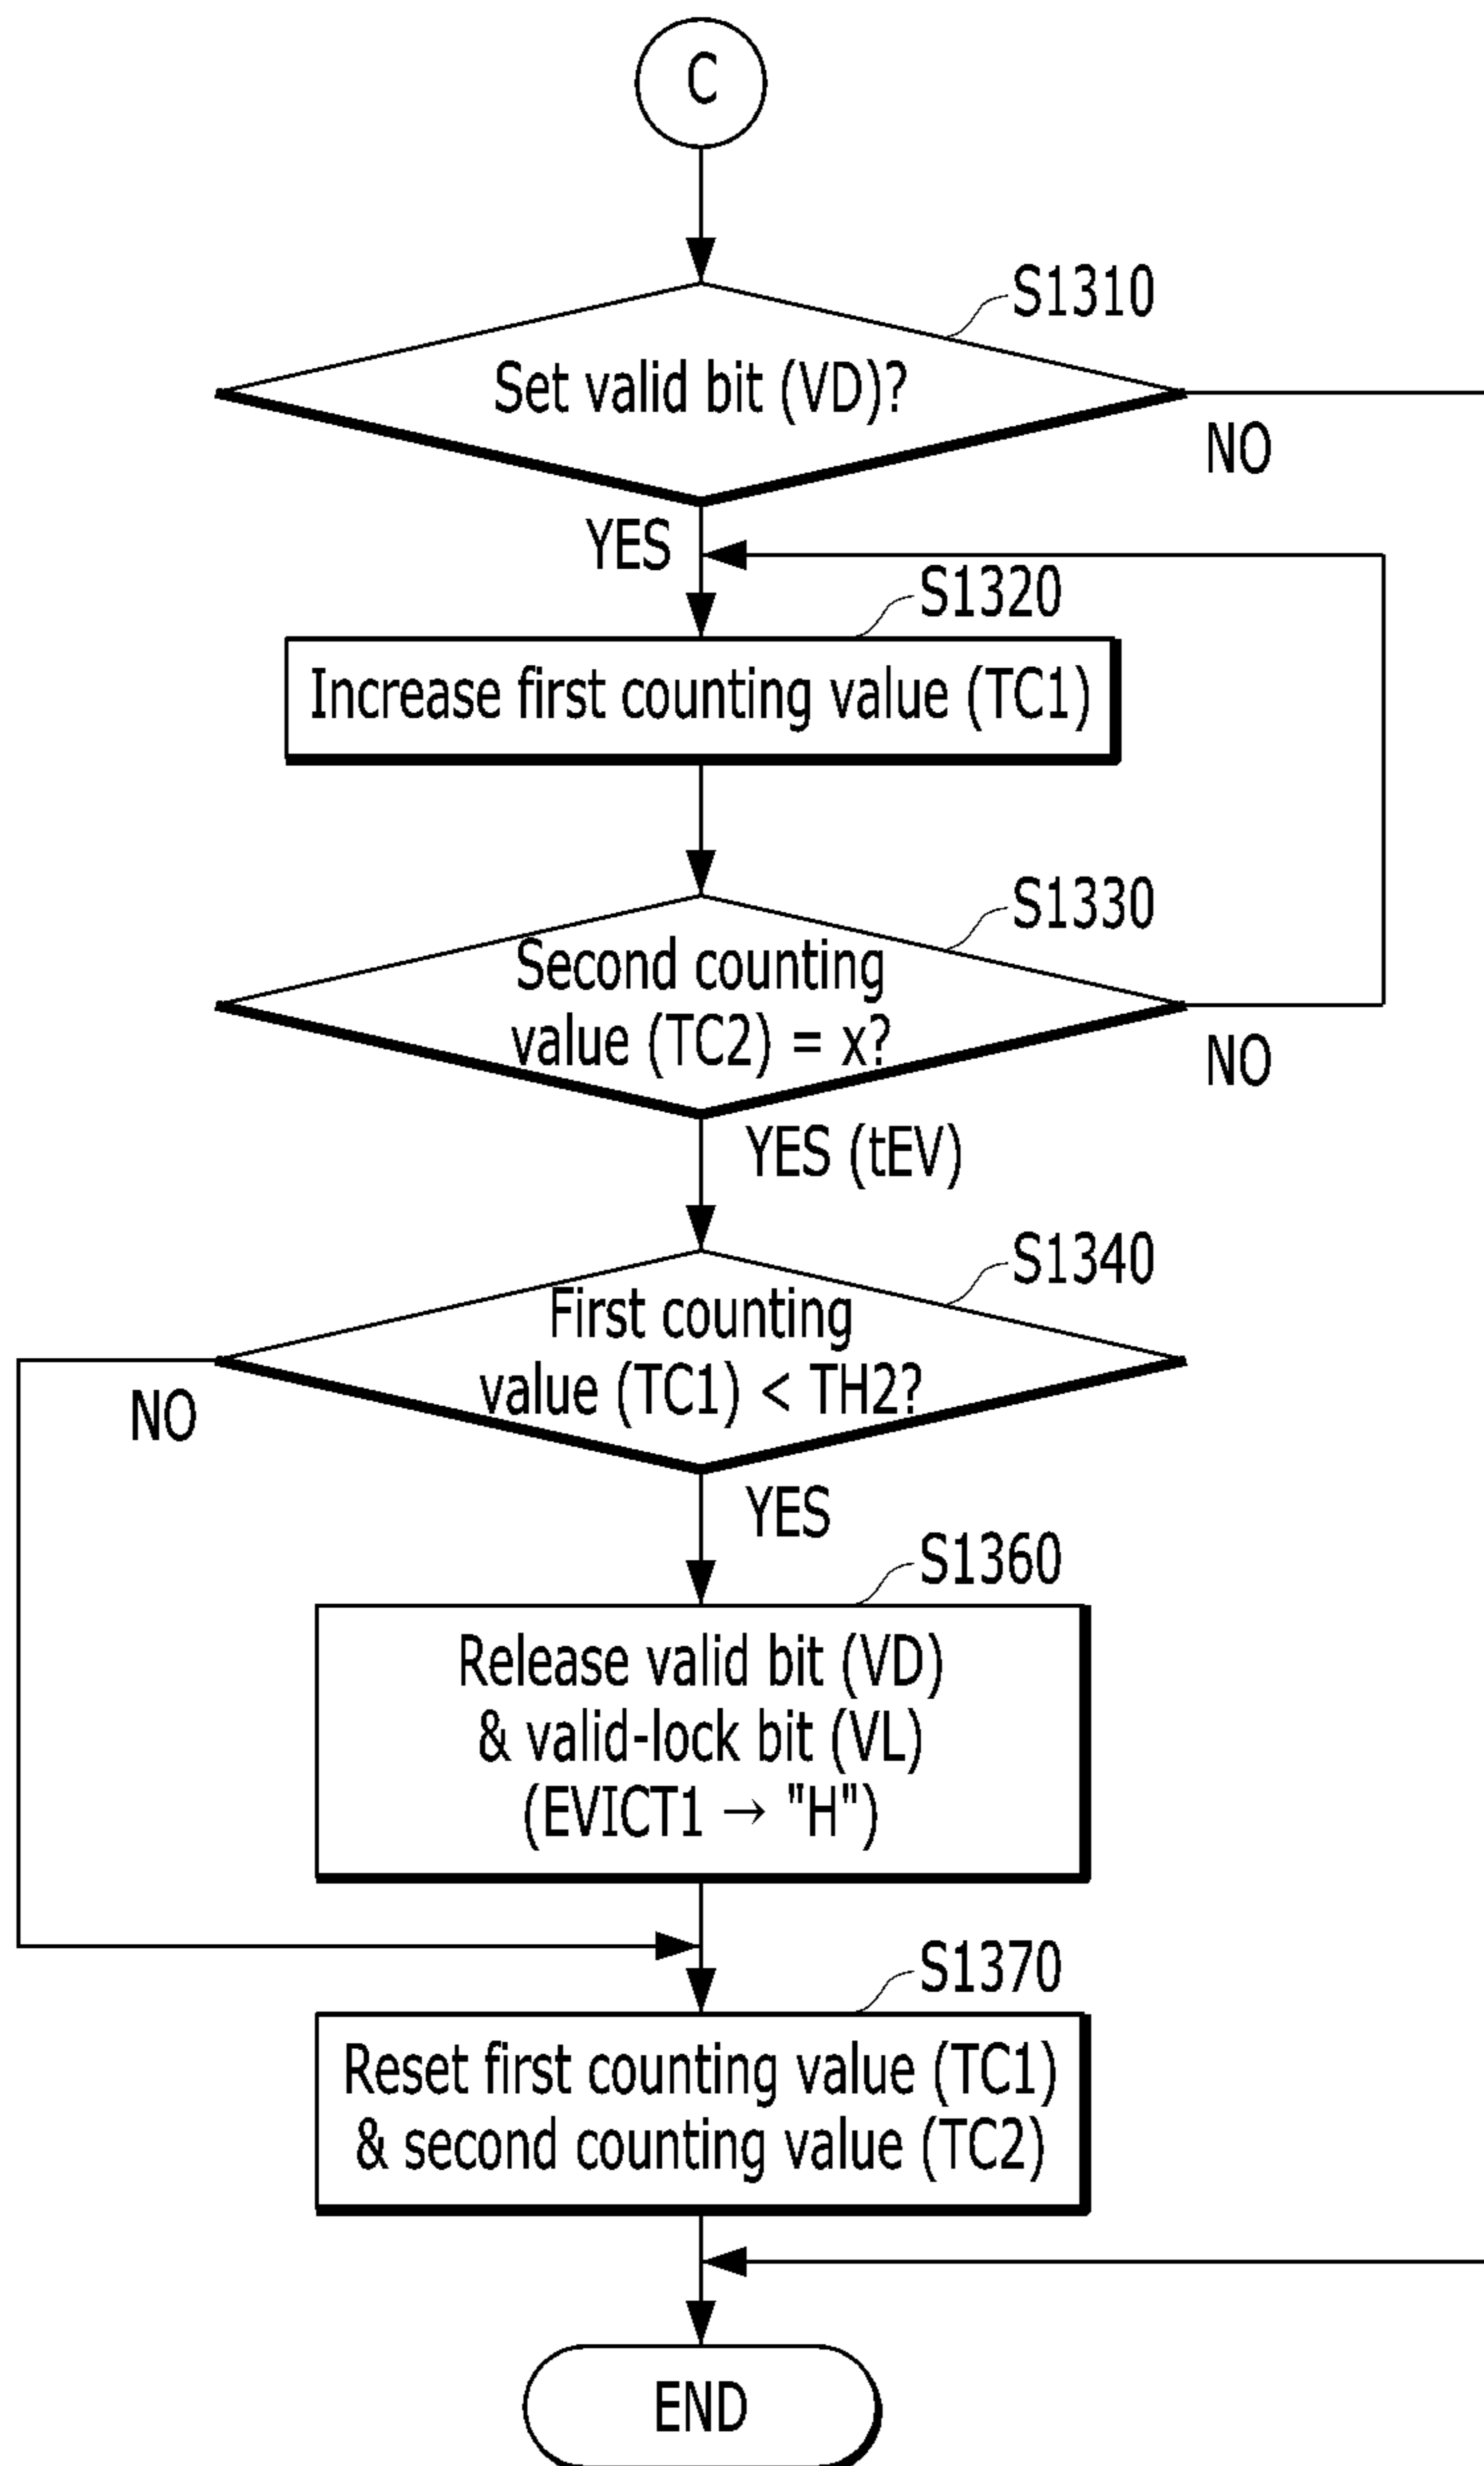 C
S1310
Set valid bit (VD)?
NO
YES
S1320
Increase first counting value (TC1)
S1330
Second counting
value (TC2) = x?
NO
YES (tEV)
S1340
First counting
value (TC1) < TH2?
NO
YES
S1360
Release valid bit (VD)
& valid-lock bit (VL)
(EVICT1 → "H")
S1370
Reset first counting value (TC1)
& second counting value (TC2)
END